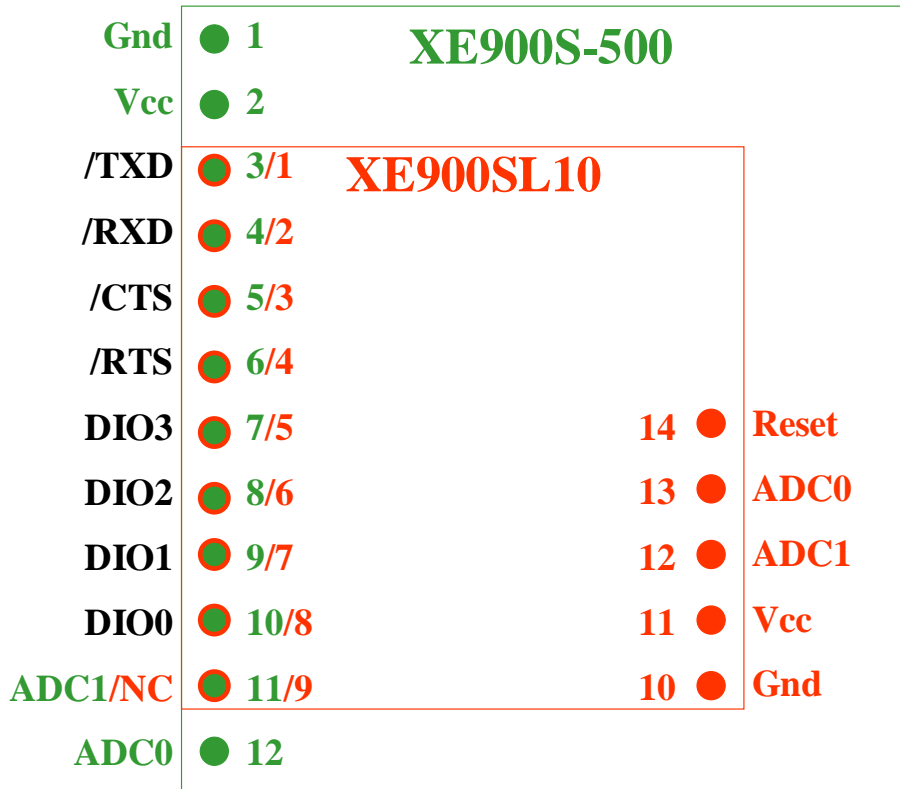 Gnd 1 XE900S-500
Vcc 2
/TXD 3/1 XE900SL10
/RXD 4/2
/CTS 5/3
/RTS 6/4
DIO3 7/5 14 Reset
DIO2 8/6 13 ADC0
DIO1 9/7 12 ADC1
DIO0 10/8 11 Vcc
ADC1/NC 11/9 10 Gnd
ADC0 12